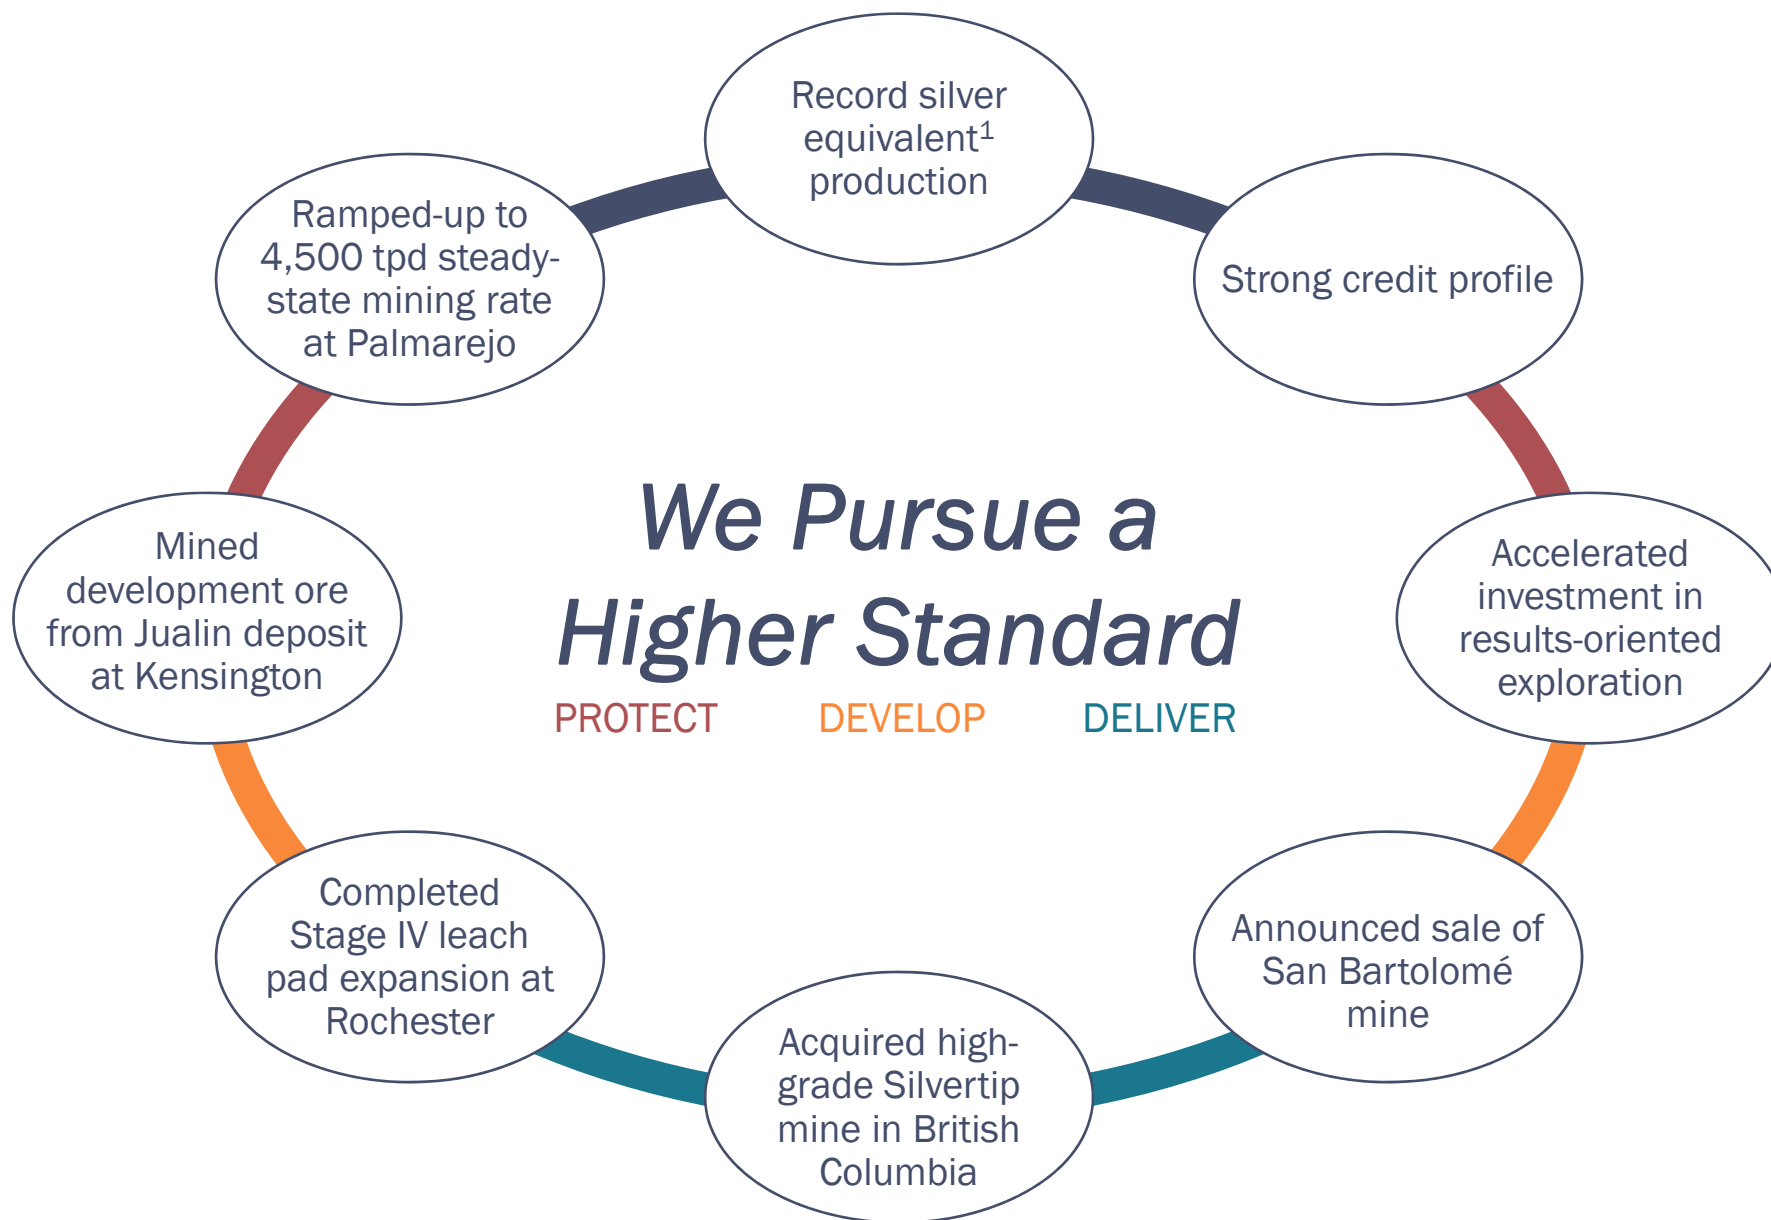 Record silver
equivalent¹
production
Strong credit profile
Accelerated
investment in
results-oriented
exploration
Announced sale of
San Bartolomé
mine
Acquired high-
grade Silvertip
mine in British
Columbia
Completed
Stage IV leach
pad expansion at
Rochester
Mined
development ore
from Jualin deposit
at Kensington
Ramped-up to
4,500 tpd steady-
state mining rate
at Palmarejo
We Pursue a
Higher Standard
PROTECT DEVELOP DELIVER